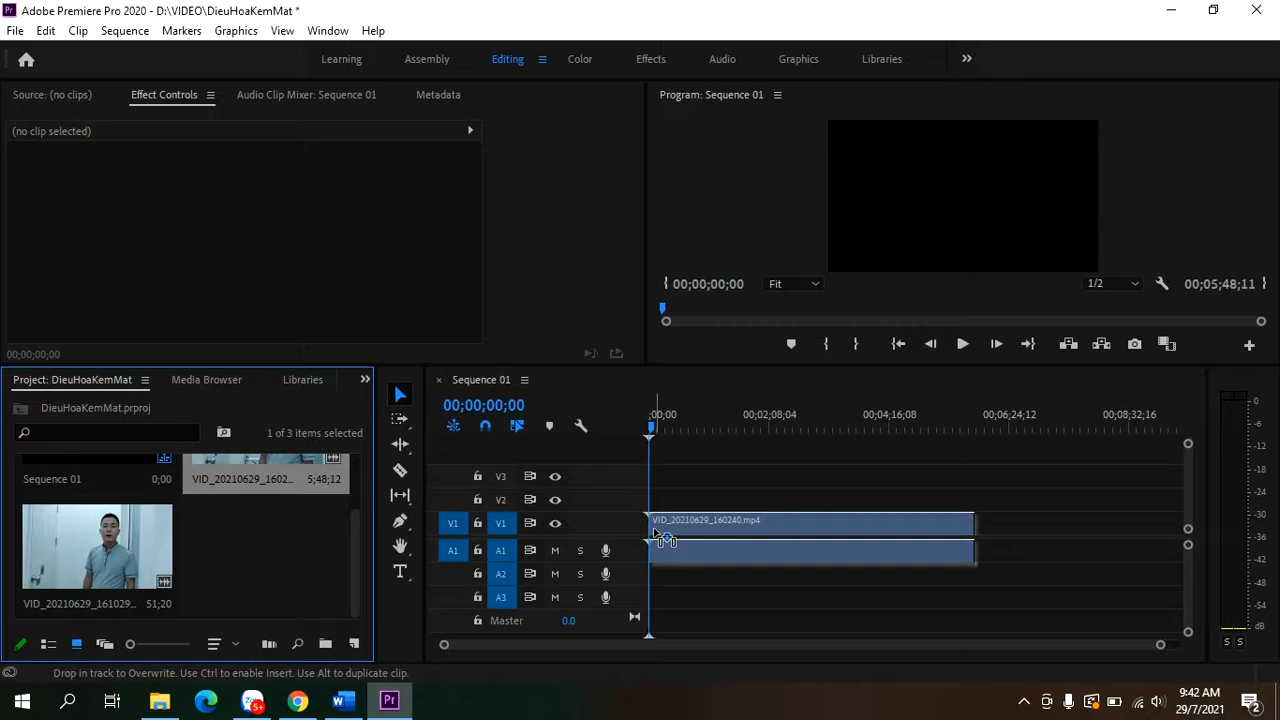 Adobe Premiere Pro 2020 - D:\VIDEO\DieuHoaKemMat *
File Edit Clip Sequence Markers Graphics View Window Help
Learning Assembly Editing Color Effects Audio Graphics Libraries
Source: (no clips) Effect Controls Audio Clip Mixer: Sequence 01 Metadata
Program: Sequence 01
(no clip selected)
00;00;00;00 Fit 1/2 00;05;48;11
00;00;00;00
Project: DieuHoaKemMat Media Browser Libraries
Sequence 01
DieuHoaKemMat.prproj
00;00;00;00
;00;00 00;02;08;04 00;04;16;08 00;06;24;12 00;08;32;16
1 of 3 items selected
Sequence 01 0;00 VID_20210629_1602... 5;48;12
V3
V2
V1 V1 VID_20210629_160240.mp4
A1 A1 M S
A2 M S
A3 M S
Master 0.0
VID_20210629_161029... 51;20
0
-6
-12
-18
-24
-30
-36
-42
-48
-54
dB
S S
Drop in track to Overwrite. Use Ctrl to enable Insert. Use Alt to duplicate clip.
Pr
5+
W
9:42 AM
29/7/2021
2